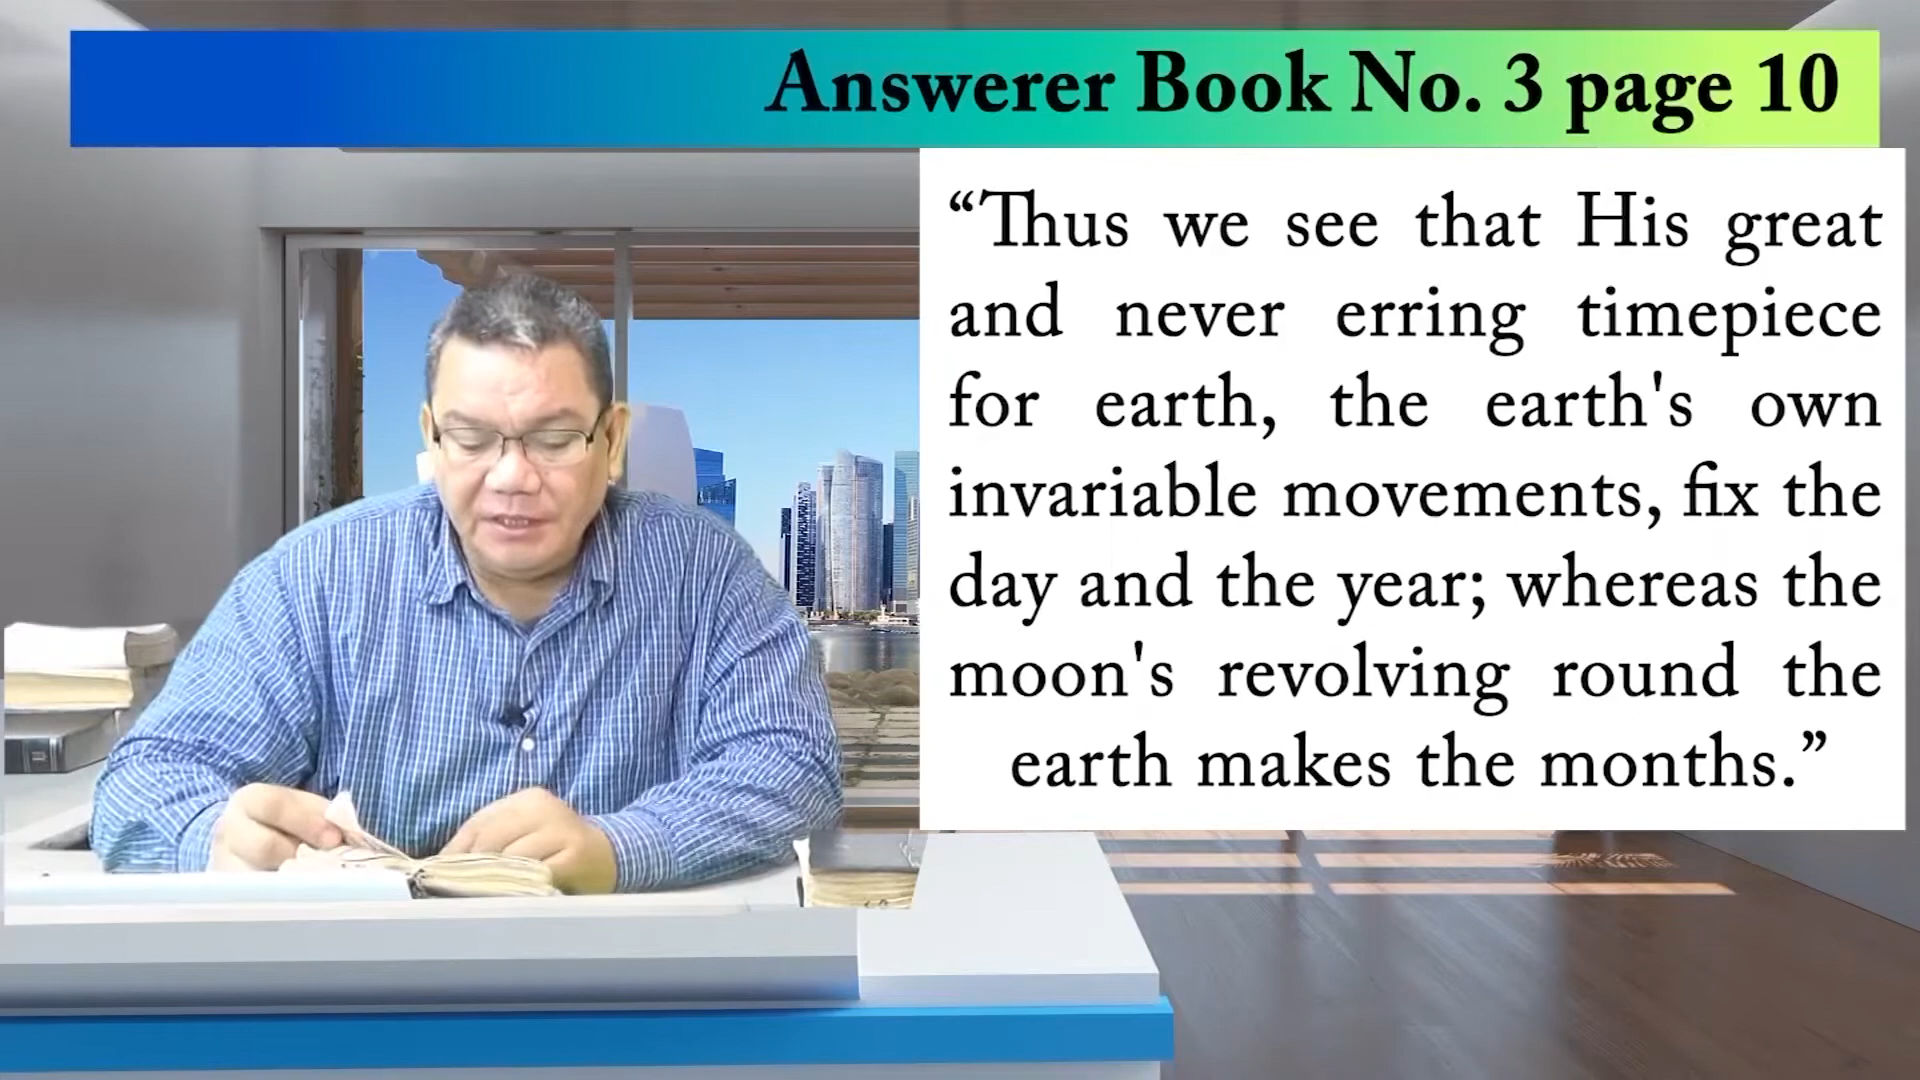 Answerer Book No. 3 page 10
“Thus we see that His great
and never erring timepiece
for earth, the earth's own
invariable movements, fix the
day and the year; whereas the
moon's revolving round the
earth makes the months.”